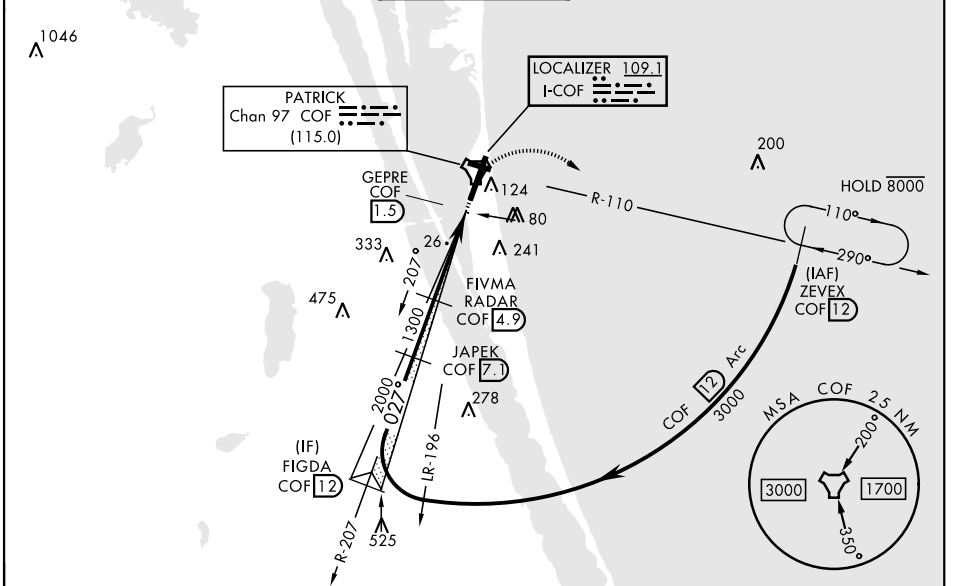 1046
LOCALIZER 109.1
I-COF
PATRICK
Chan 97 COF
(115.0)
200
GEPRE
COF
1.5
124
80
R-110
HOLD 8000
110°
290°
333
26
207°
241
(IAF)
ZEVEX
COF 12
475
FIVMA
RADAR
COF 4.9
1300
JAPEK
COF 7.1
2000
027°
278
COF 12 Arc
3000
(IF)
FIGDA
COF 12
LR-196
R-207
525
MSA COF 25 NM
200°
3000
1700
350°